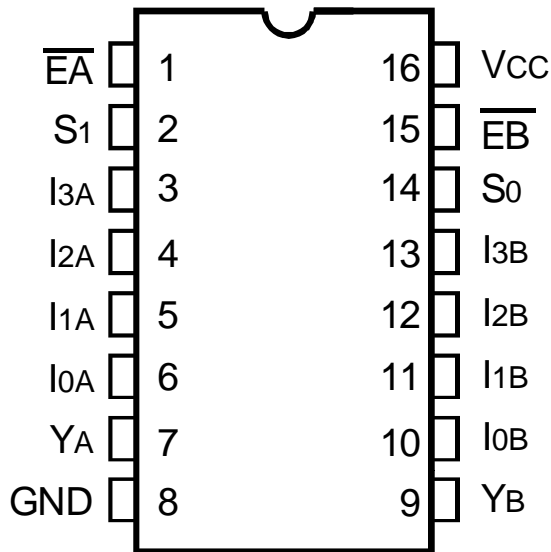 EA 1 16 VCC
S1 2 15 EB
I3A 3 14 S0
I2A 4 13 I3B
I1A 5 12 I2B
I0A 6 11 I1B
YA 7 10 I0B
GND 8 9 YB